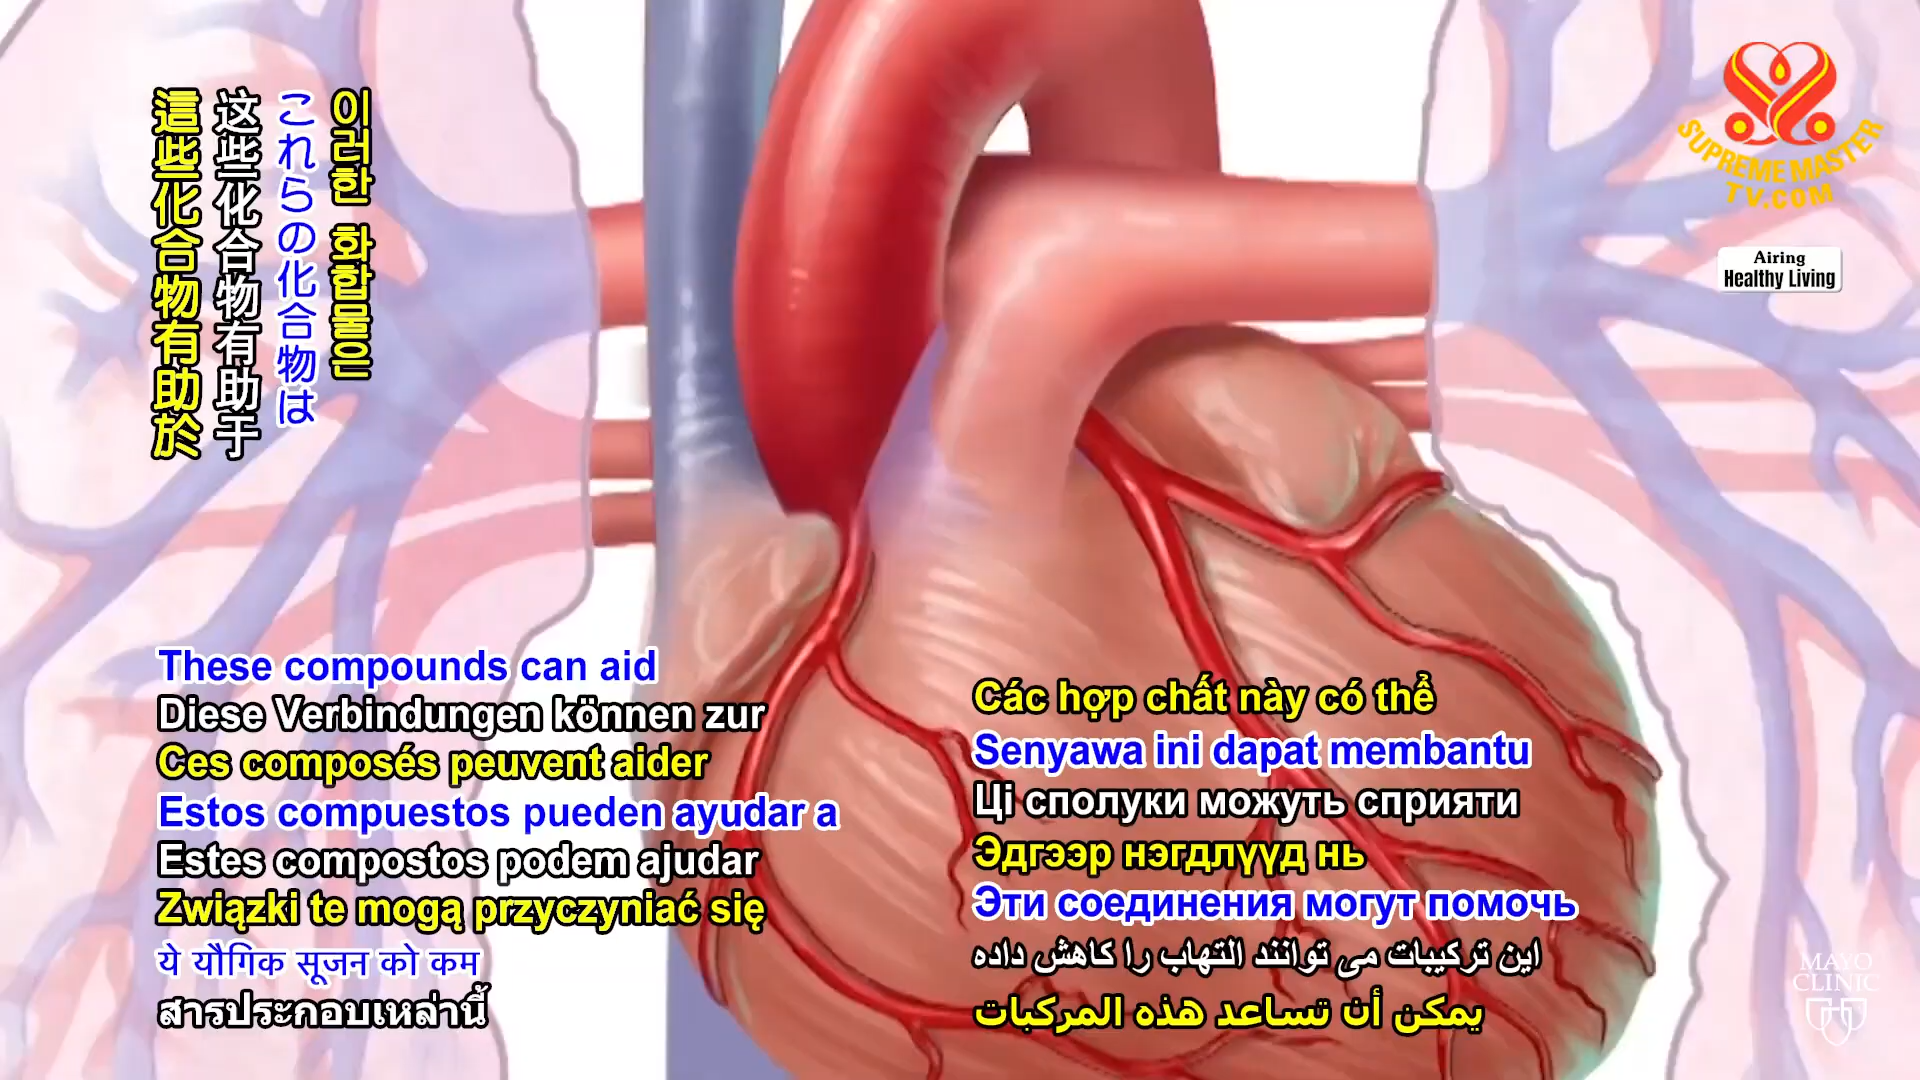 這些化合物有助於
这些化合物有助于
これらの化合物は
이러한 화합물은
SUPREME MASTER
TV.COM
Airing
Healthy Living
These compounds can aid
Diese Verbindungen können zur
Ces composés peuvent aider
Estos compuestos pueden ayudar a
Estes compostos podem ajudar
Związki te mogą przyczyniać się
ये यौगिक सूजन को कम
สารประกอบเหล่านี้
Các hợp chất này có thể
Senyawa ini dapat membantu
Ці сполуки можуть сприяти
Эдгээр нэгдлүүд нь
Эти соединения могут помочь
این ترکیبات می توانند التهاب را کاهش داده
يمكن أن تساعد هذه المركبات
MAYO
CLINIC